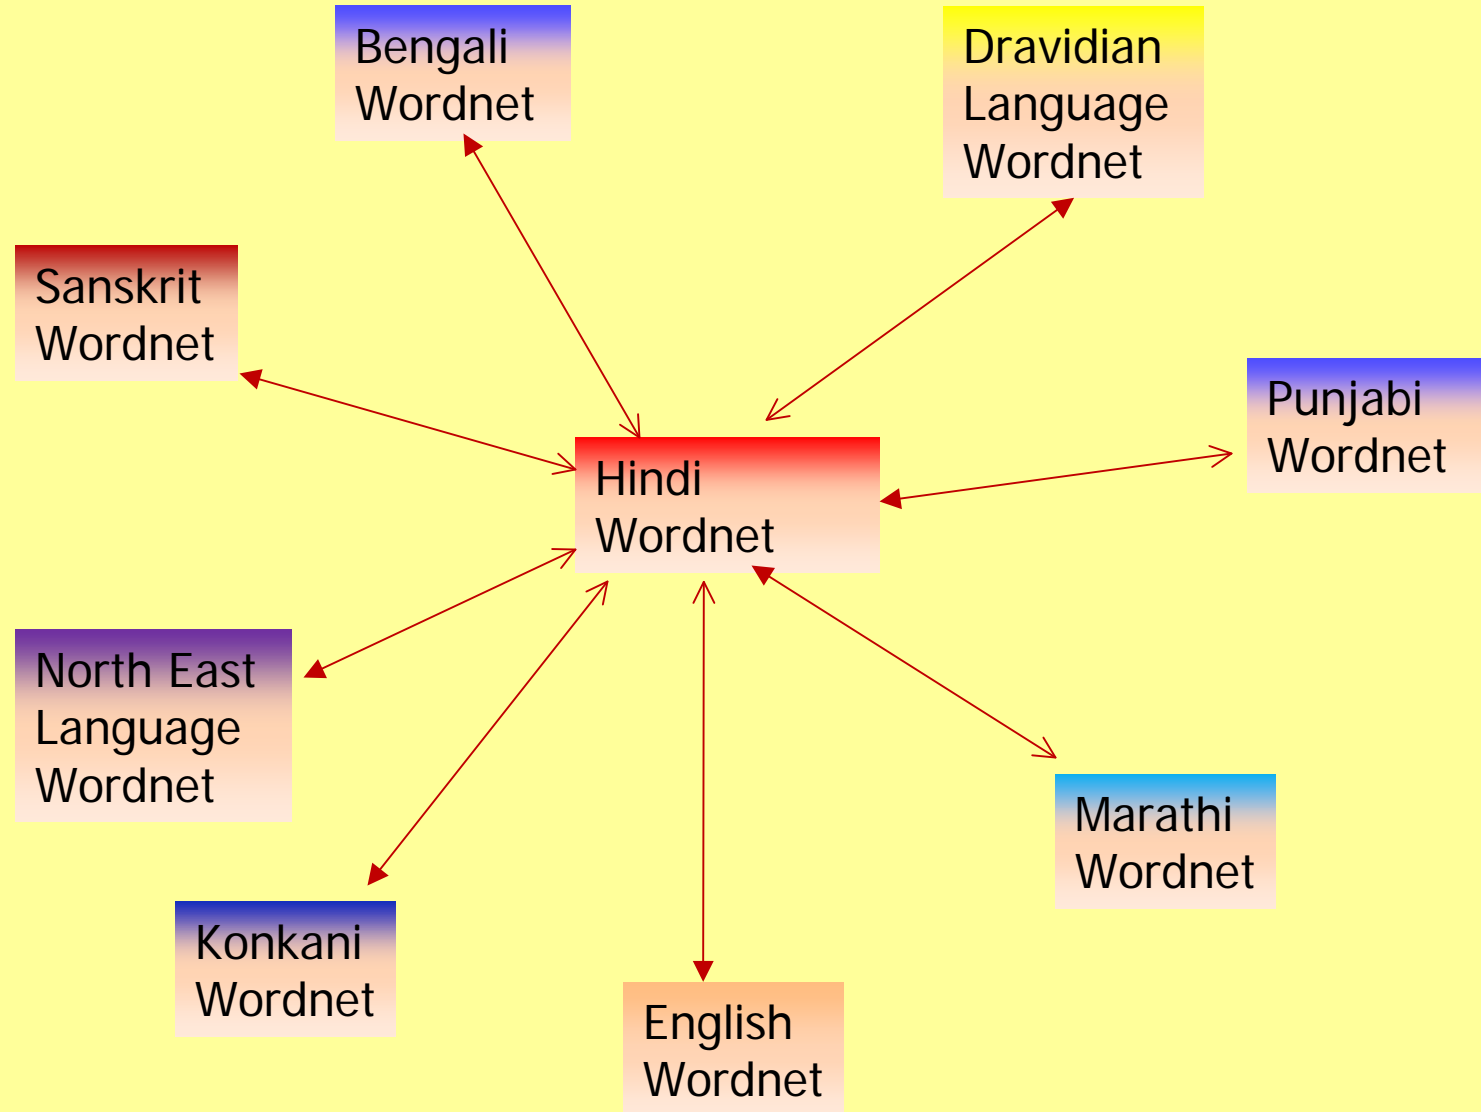 Bengali
Wordnet
Dravidian
Language
Wordnet
Sanskrit
Wordnet
Punjabi
Wordnet
Hindi
Wordnet
North East
Language
Wordnet
Marathi
Wordnet
Konkani
Wordnet
English
Wordnet